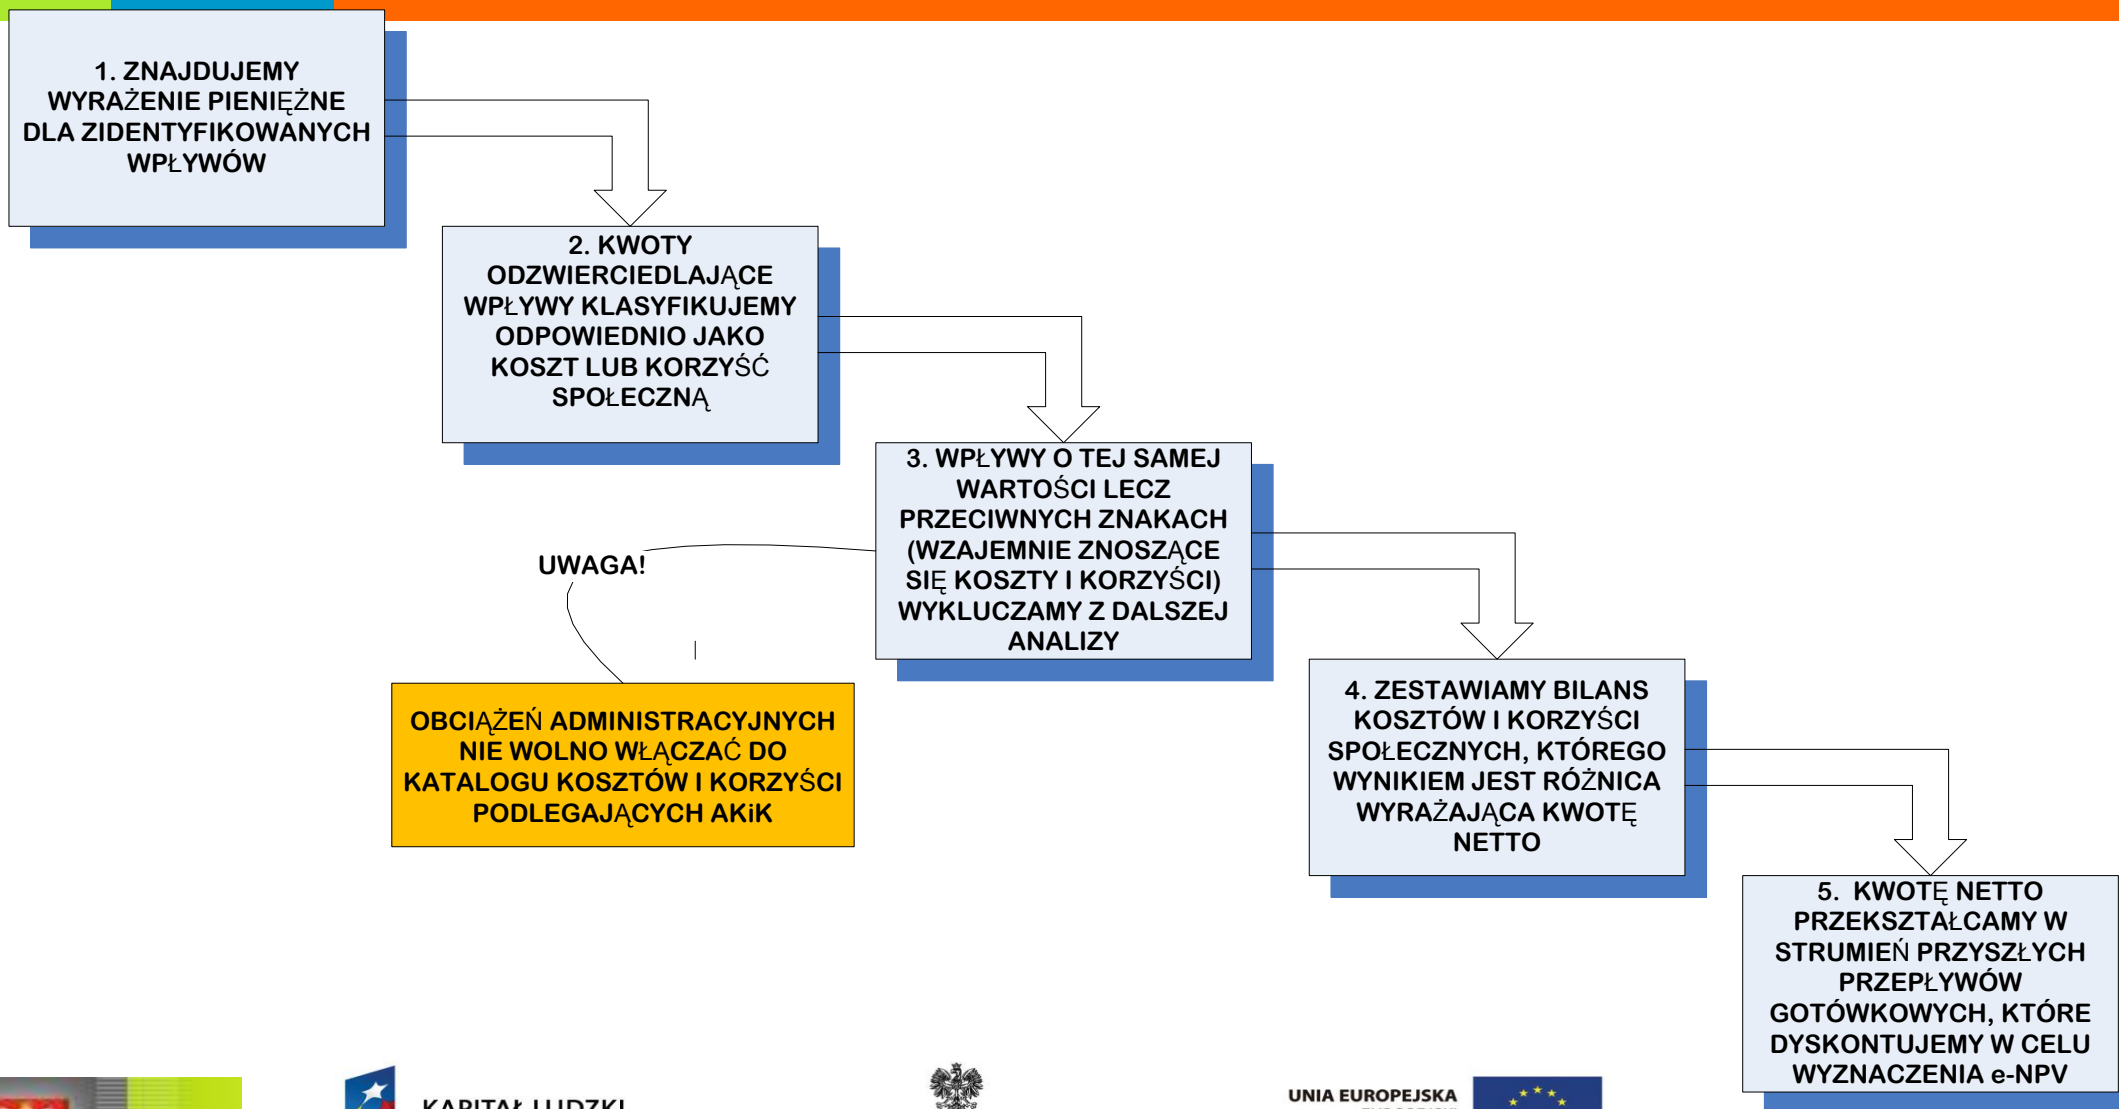 1. ZNAJDUJEMY
WYRAŻENIE PIENIĘŻNE
DLA ZIDENTYFIKOWANYCH
WPŁYWÓW
2. KWOTY
ODZWIERCIEDLAJĄCE
WPŁYWY KLASYFIKUJEMY
ODPOWIEDNIO JAKO
KOSZT LUB KORZYŚĆ
SPOŁECZNĄ
3. WPŁYWY O TEJ SAMEJ
WARTOŚCI LECZ
PRZECIWNYCH ZNAKACH
(WZAJEMNIE ZNOSZĄCE
SIĘ KOSZTY I KORZYŚCI)
WYKLUCZAMY Z DALSZEJ
ANALIZY
UWAGA!
OBCIĄŻEŃ ADMINISTRACYJNYCH
NIE WOLNO WŁĄCZAĆ DO
KATALOGU KOSZTÓW I KORZYŚCI
PODLEGAJĄCYCH AKiK
4. ZESTAWIAMY BILANS
KOSZTÓW I KORZYŚCI
SPOŁECZNYCH, KTÓREGO
WYNIKIEM JEST RÓŻNICA
WYRAŻAJĄCA KWOTĘ
NETTO
5. KWOTĘ NETTO
PRZEKSZTAŁCAMY W
STRUMIEŃ PRZYSZŁYCH
PRZEPŁYWÓW
GOTÓWKOWYCH, KTÓRE
DYSKONTUJEMY W CELU
WYZNACZENIA e-NPV
KAPITAŁ LUDZKI
UNIA EUROPEJSKA